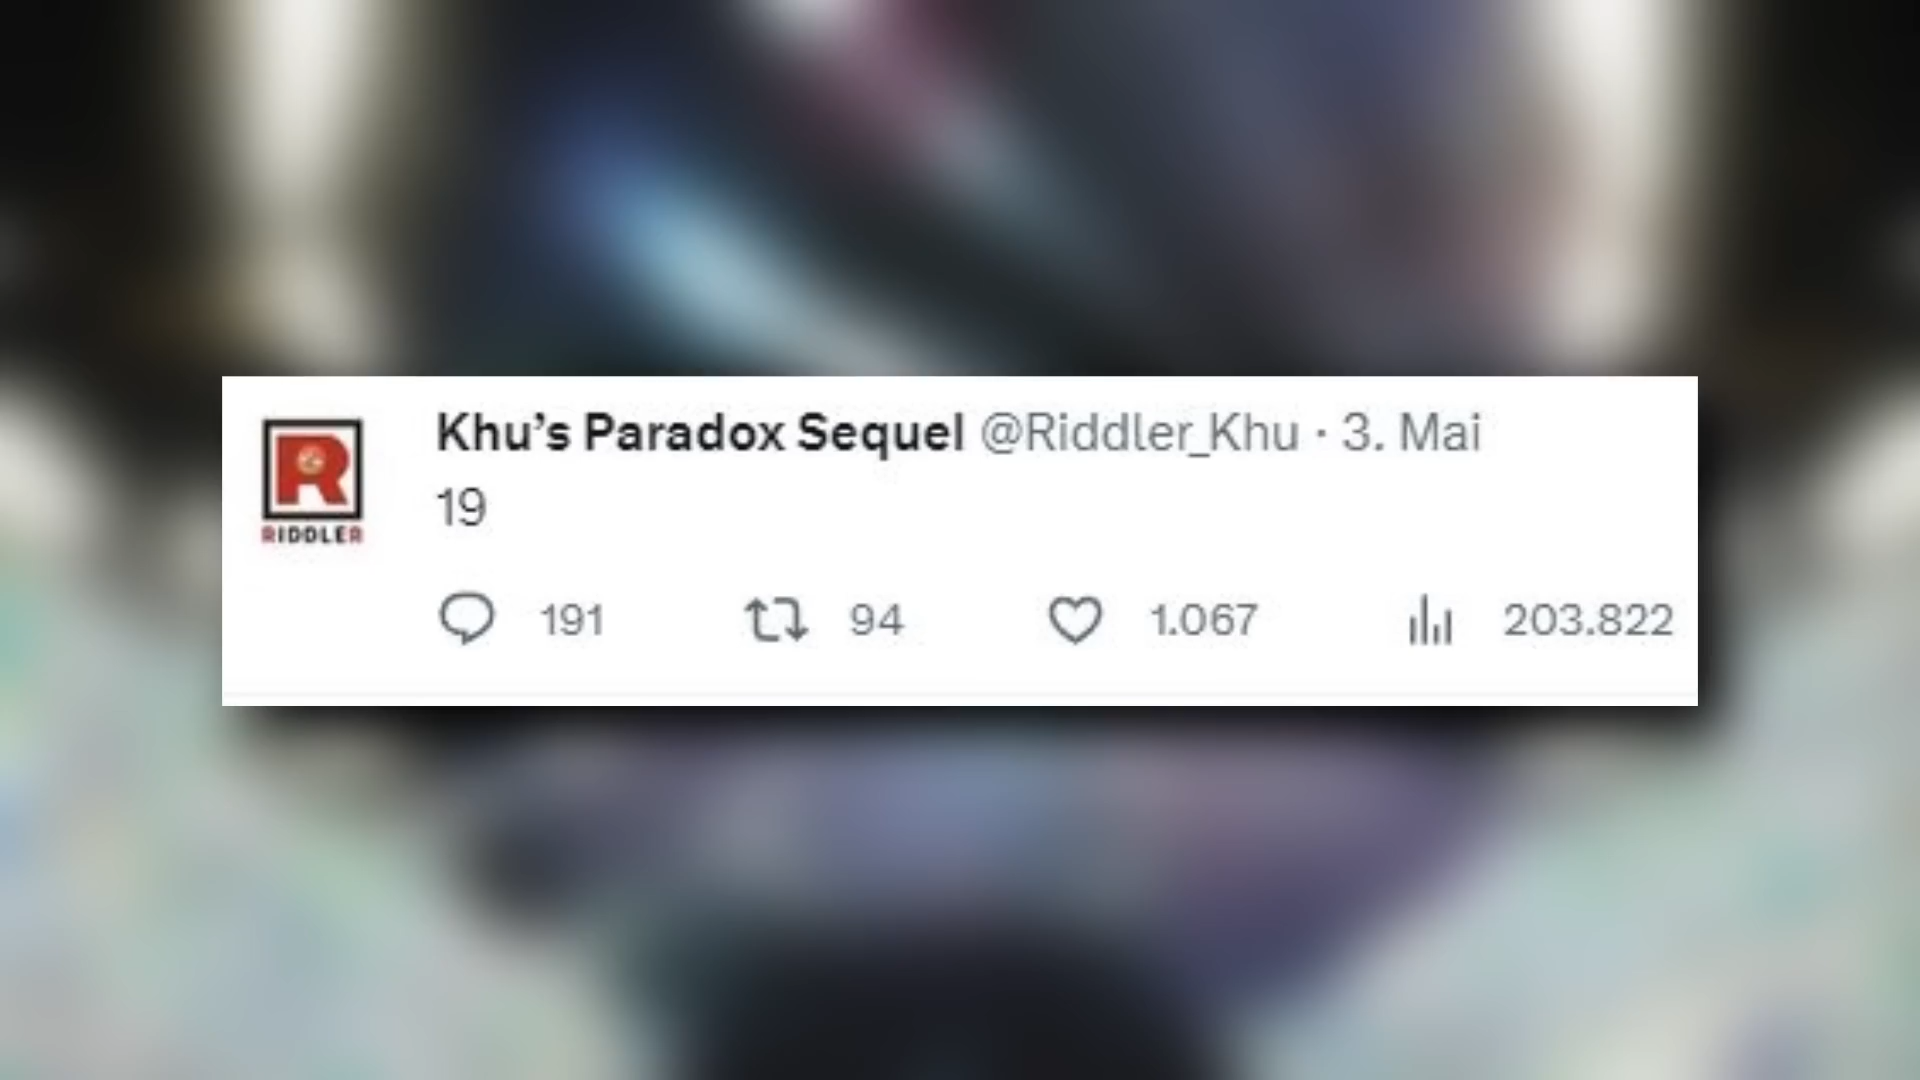 Khu’s Paradox Sequel @Riddler_Khu · 3. Mai
R
RIDDLER
19
191 94 1.067 203.822